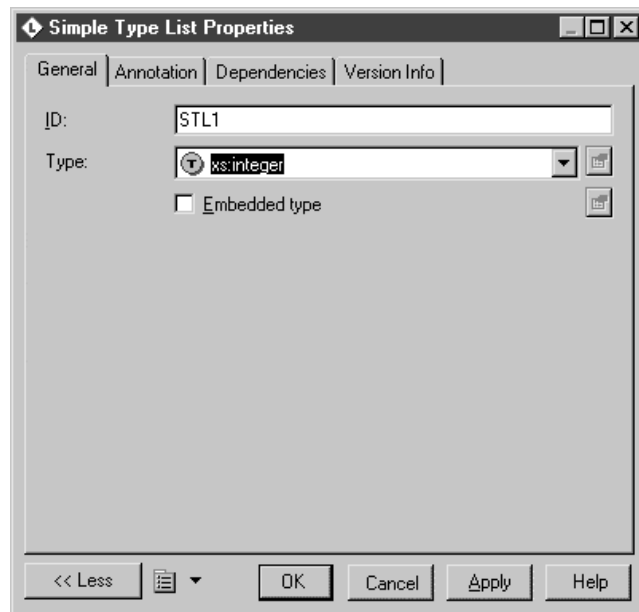 Simple Type List Properties
General Annotation Dependencies Version Info
ID: STL1
Type: xs:integer
Embedded type
<< Less OK Cancel Apply Help